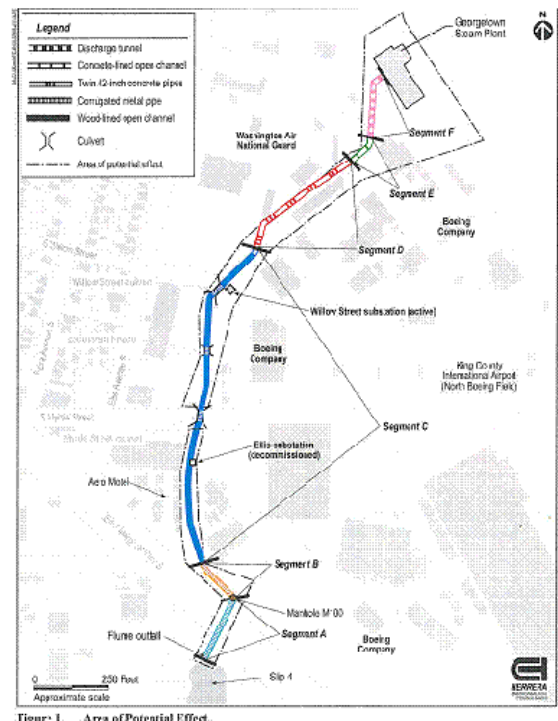 Legend
Discharge tunnel
Concrete-lined open channel
Twin 42-inch concrete pipes
Corrugated metal pipe
Wood-lined open channel
Culvert
Area of potential effect
N
Georgetown
Steam Plant
Washington Air
National Guard
Segment F
Segment E
Boeing
Company
Segment D
Willow Street substation (active)
Boeing
Company
King County
International Airport
(North Boeing Field)
Segment C
Ellis substation
(decommissioned)
Aero Motel
Segment B
Manhole M100
Segment A
Flume outfall
Boeing
Company
Slip 4
0 250 Feet
Approximate scale
HERRERA
Figure 1. Area of Potential Effect.